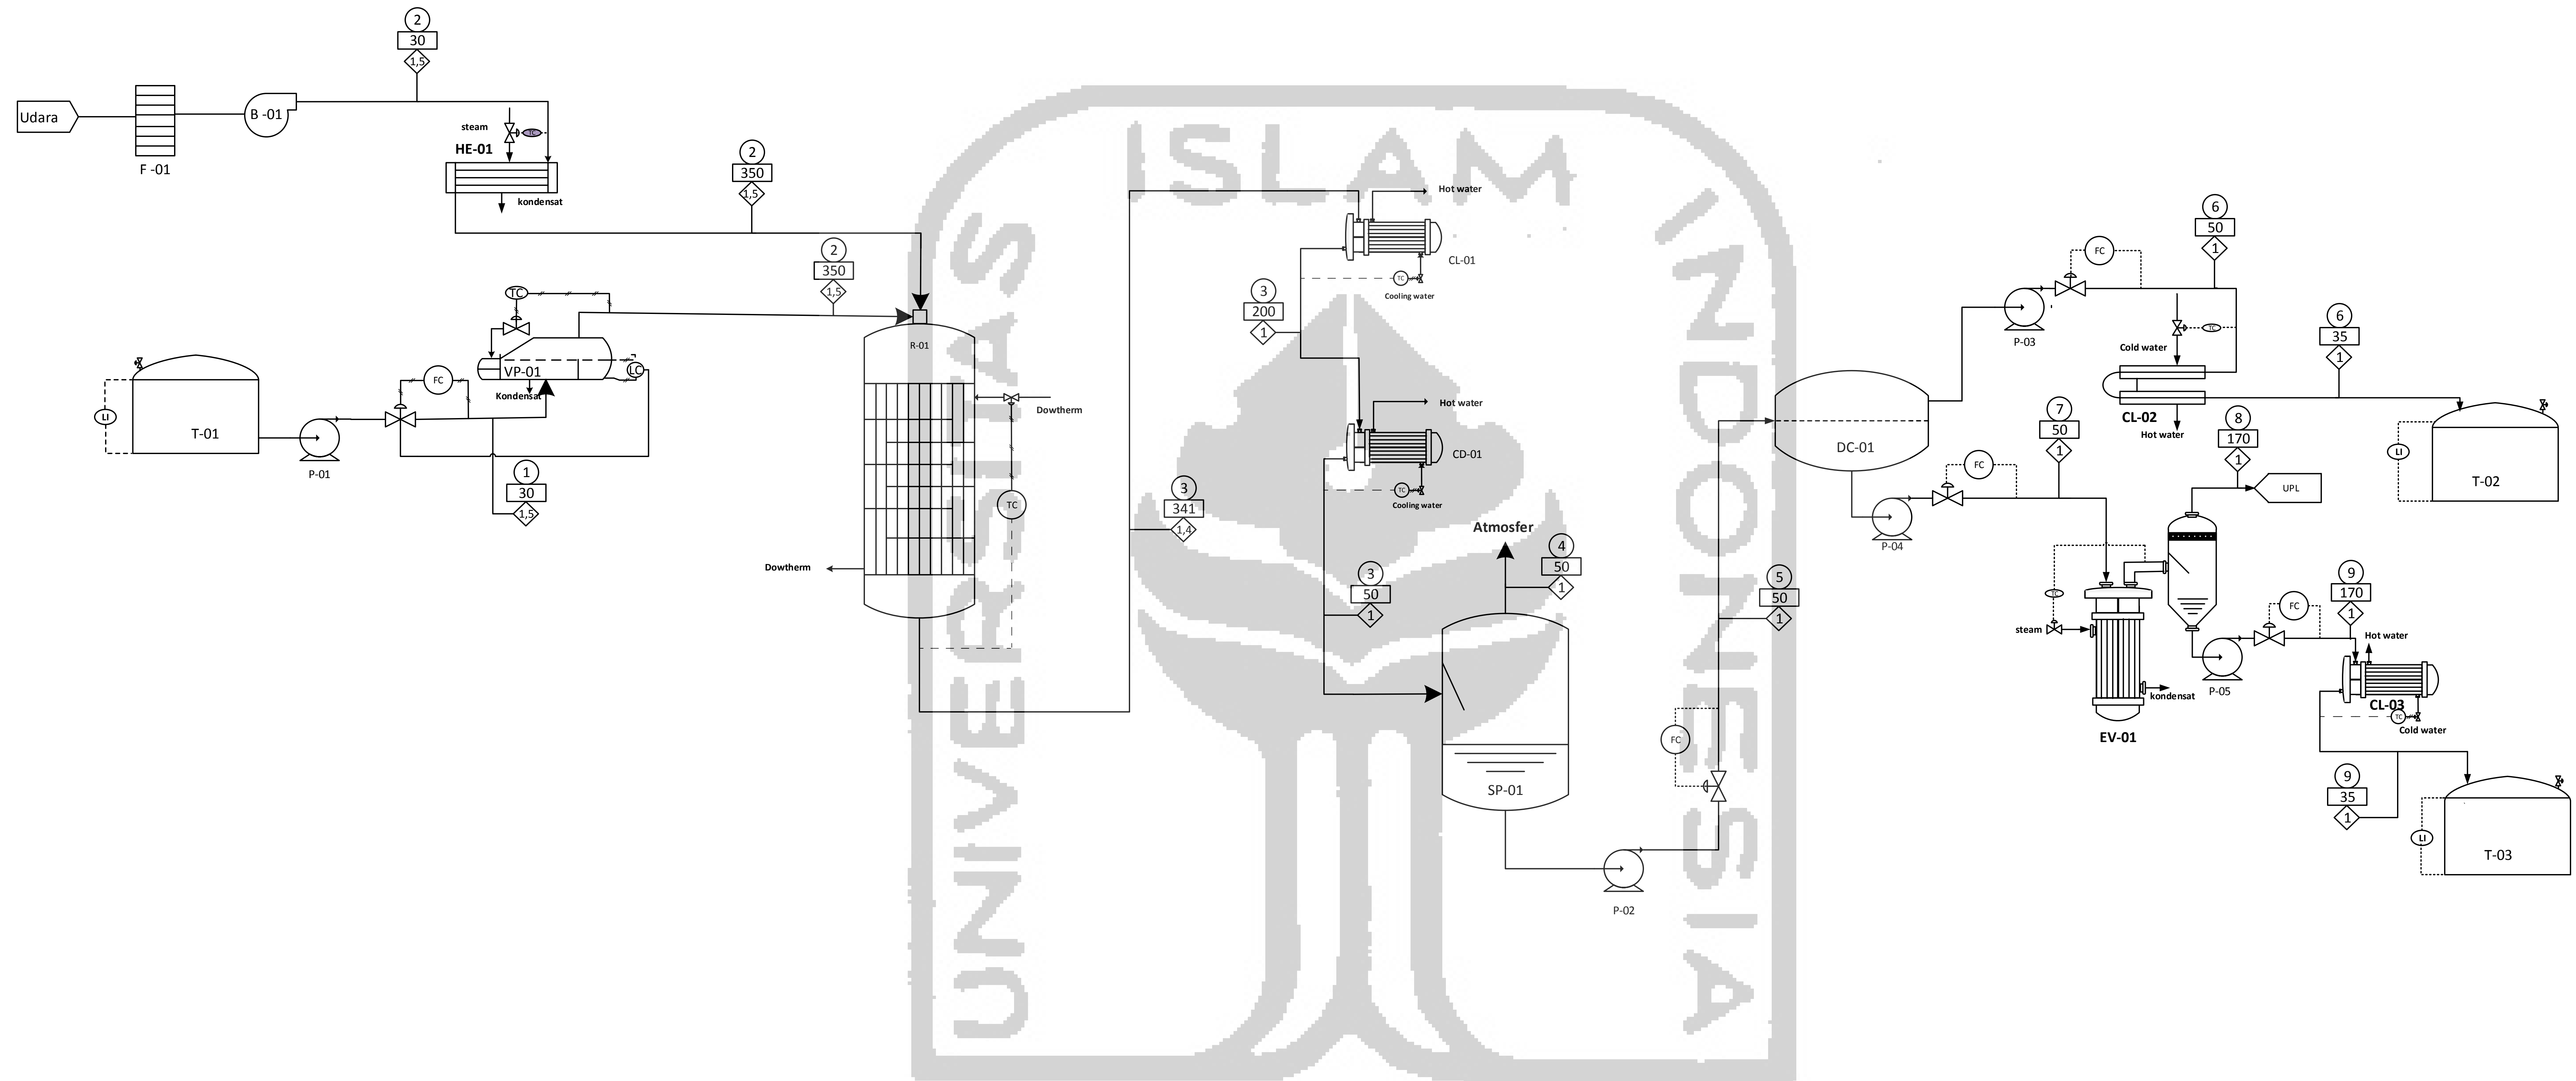 2
30
1,5
Udara
F -01
B -01
steam
TC
HE-01
kondensat
2
350
1,5
2
350
1,5
TC
VP-01
LC
Kondensat
FC
LI
T-01
P-01
1
30
1,5
R-01
Dowtherm
TC
Dowtherm
3
341
1,4
Hot water
CL-01
TC
Cooling water
3
200
1
Hot water
CD-01
TC
Cooling water
3
50
1
Atmosfer
4
50
1
SP-01
P-02
FC
5
50
1
DC-01
P-03
FC
6
50
1
TC
Cold water
CL-02
Hot water
6
35
1
LI
T-02
P-04
FC
7
50
1
8
170
1
UPL
TC
steam
kondensat
EV-01
P-05
FC
9
170
1
Hot water
CL-03
TC
Cold water
9
35
1
LI
T-03
UNIVERSITAS
ISLAM
INDONESIA